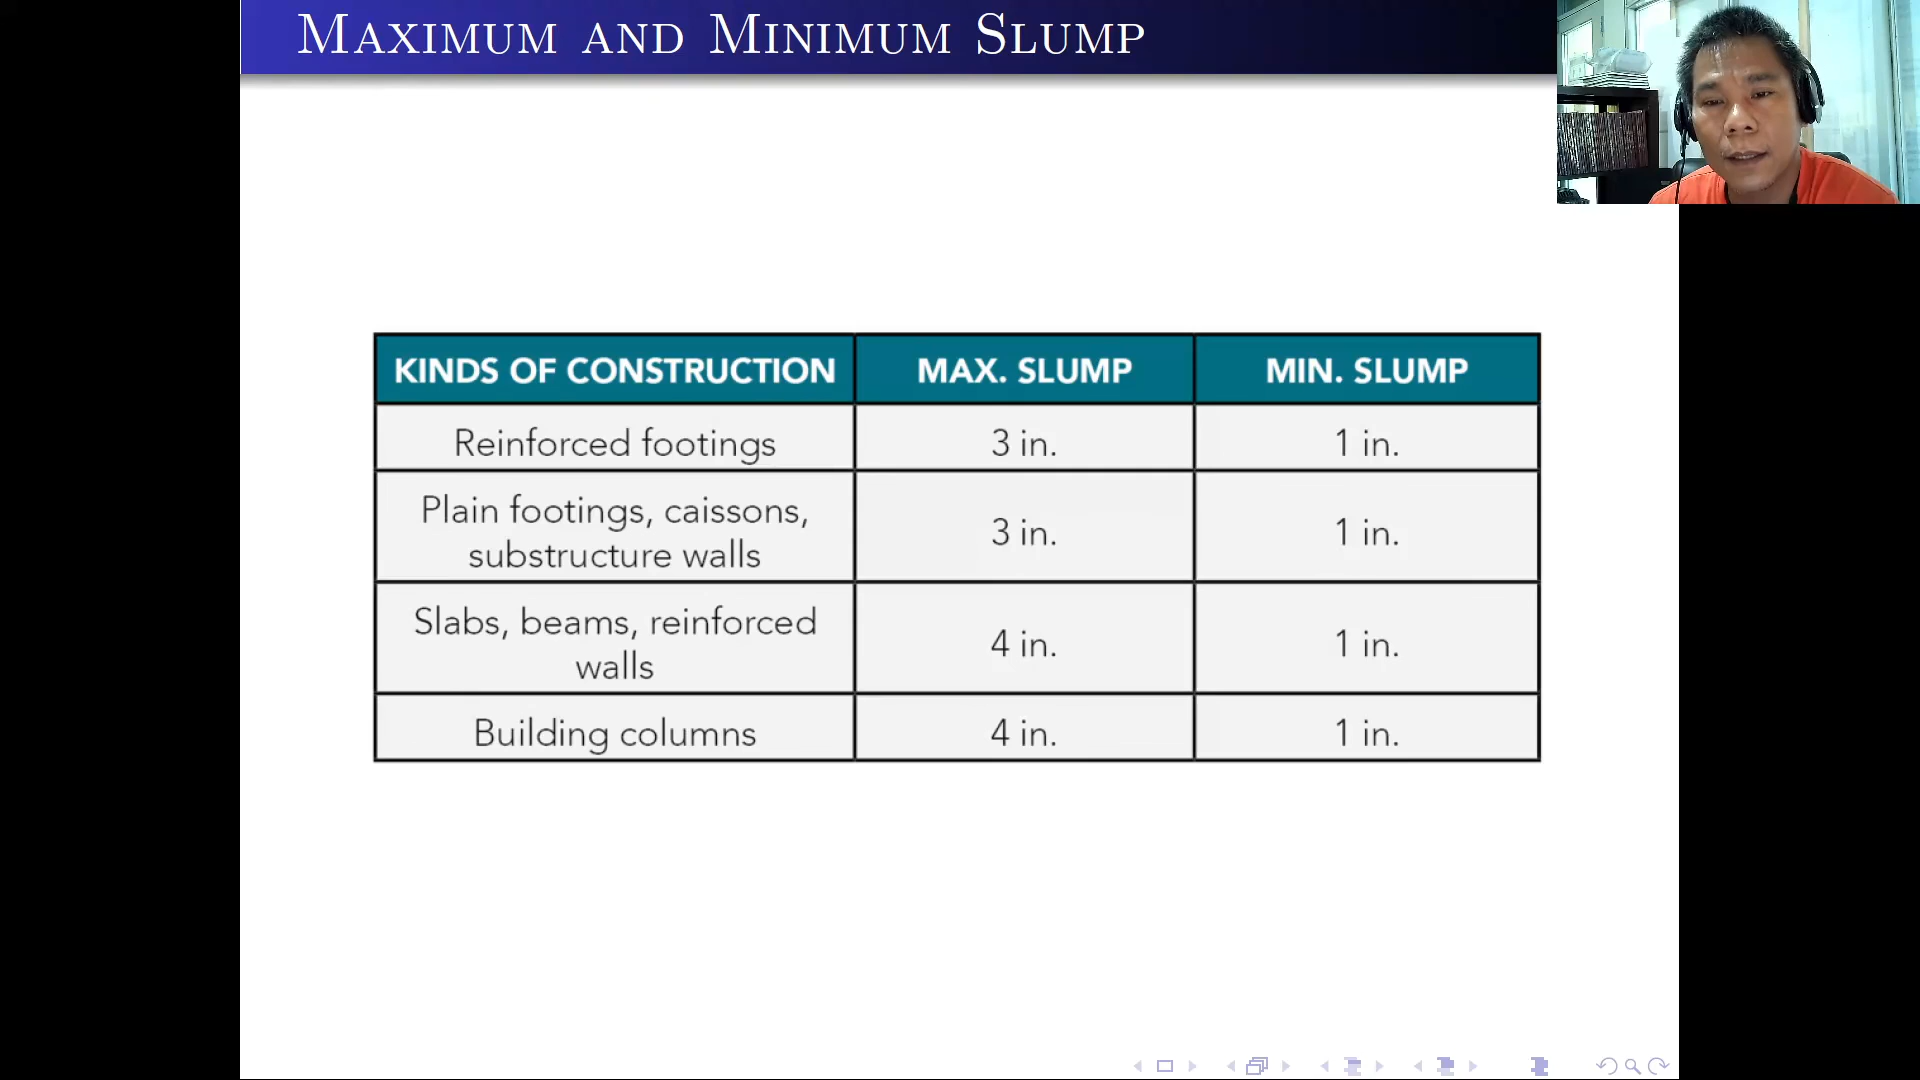 MAXIMUM AND MINIMUM SLUMP
KINDS OF CONSTRUCTION
MAX. SLUMP
MIN. SLUMP
Reinforced footings
3 in.
1 in.
Plain footings, caissons,
substructure walls
3 in.
1 in.
Slabs, beams, reinforced
walls
4 in.
1 in.
Building columns
4 in.
1 in.